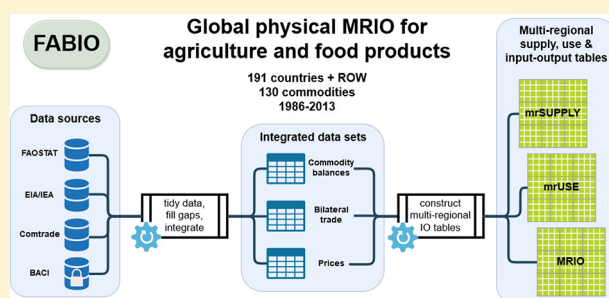 FABIO
Global physical MRIO for
agriculture and food products
191 countries + ROW
130 commodities
1986-2013
Data sources
FAOSTAT
EIA/IEA
Comtrade
BACI
tidy data,
fill gaps,
integrate
Integrated data sets
Commodity
balances
Bilateral
trade
Prices
construct
multi-regional
IO tables
Multi-regional
supply, use &
input-output tables
mrSUPPLY
mrUSE
MRIO